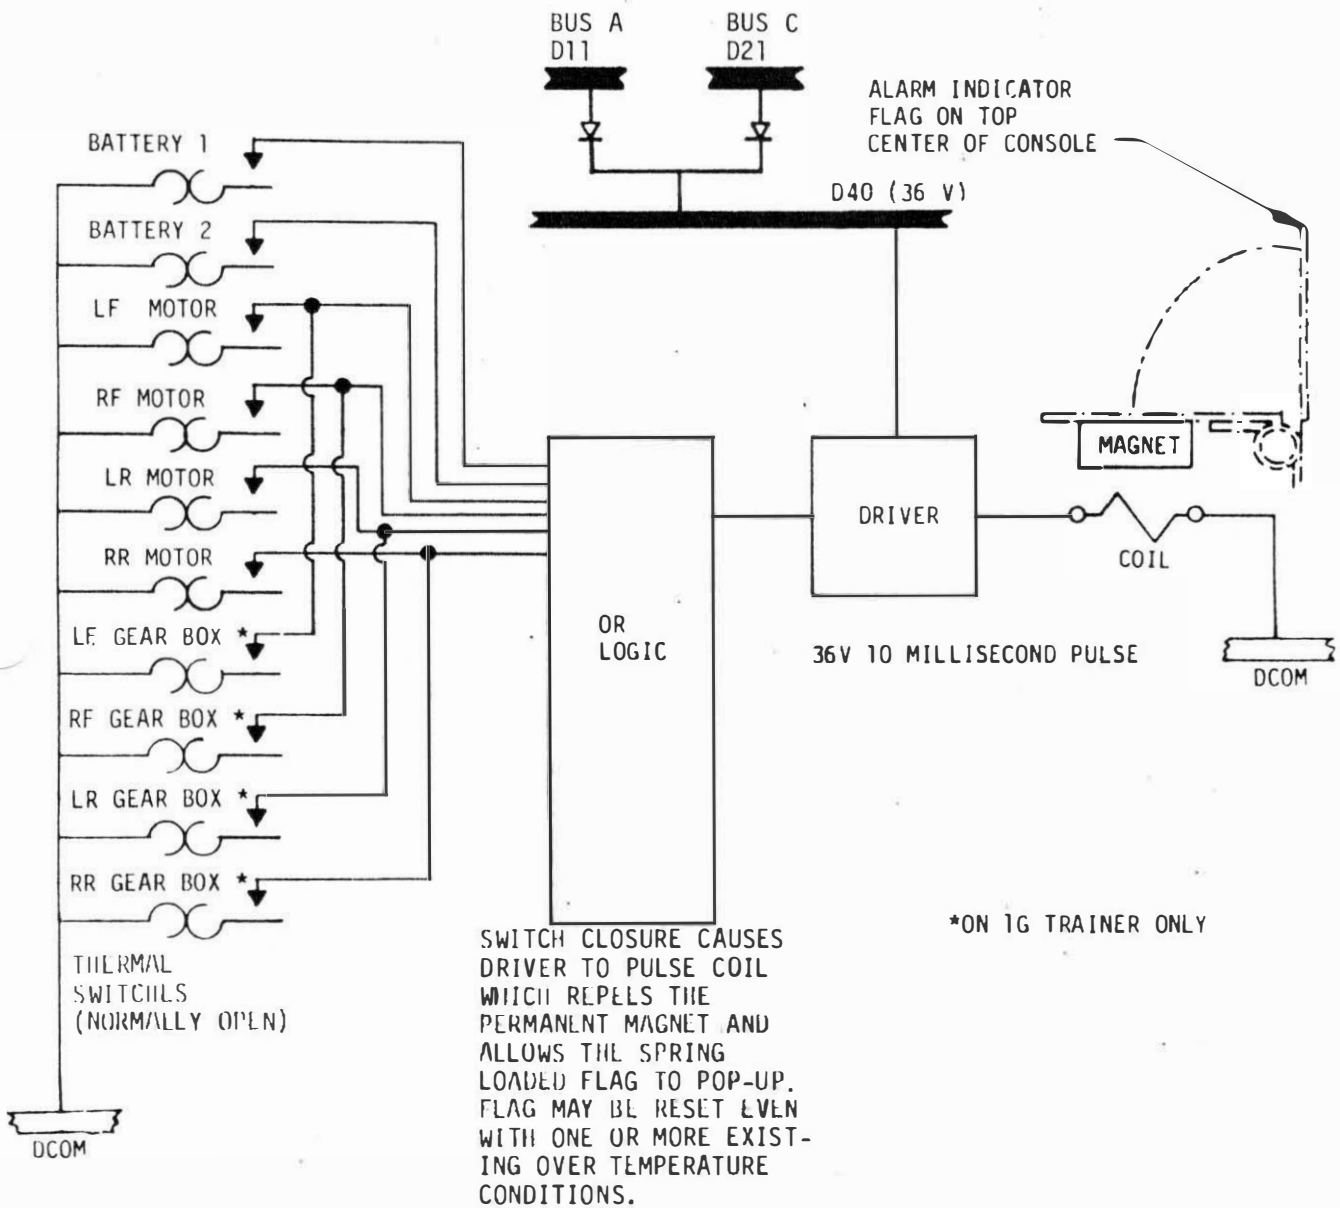 BUS A
D11
BUS C
D21
ALARM INDICATOR
FLAG ON TOP
CENTER OF CONSOLE
D40 (36 V)
BATTERY 1
BATTERY 2
LF MOTOR
RF MOTOR
LR MOTOR
RR MOTOR
LF GEAR BOX *
RF GEAR BOX *
LR GEAR BOX *
RR GEAR BOX *
THERMAL
SWITCHES
(NORMALLY OPEN)
DCOM
OR
LOGIC
DRIVER
MAGNET
COIL
36V 10 MILLISECOND PULSE
DCOM
*ON 1G TRAINER ONLY
SWITCH CLOSURE CAUSES
DRIVER TO PULSE COIL
WHICH REPELS THE
PERMANENT MAGNET AND
ALLOWS THE SPRING
LOADED FLAG TO POP-UP.
FLAG MAY BE RESET EVEN
WITH ONE OR MORE EXIST-
ING OVER TEMPERATURE
CONDITIONS.